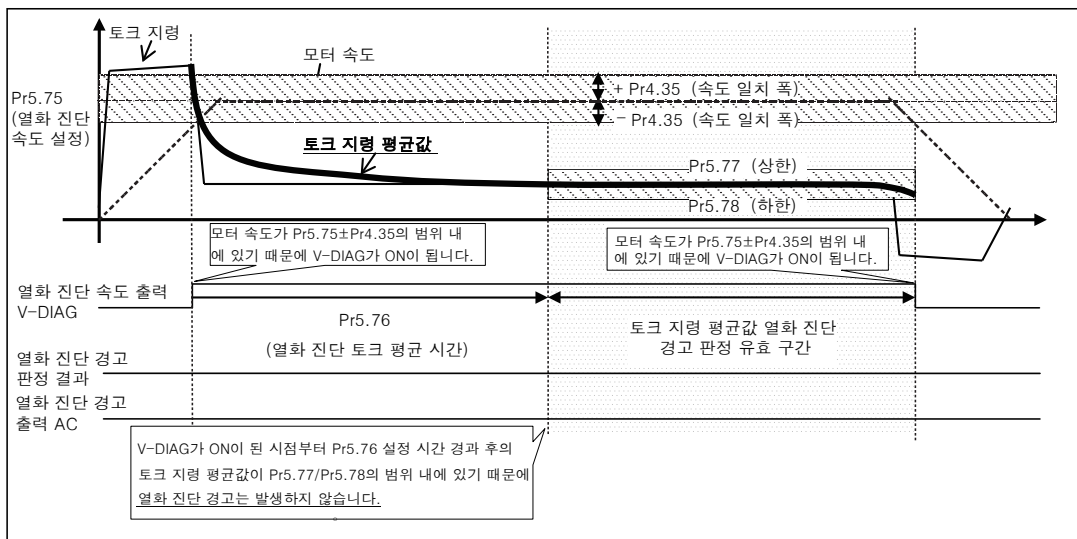 토크 지령
모터 속도
Pr5.75
(열화 진단
속도 설정)
+ Pr4.35 (속도 일치 폭)
− Pr4.35 (속도 일치 폭)
토크 지령 평균값
Pr5.77 (상한)
Pr5.78 (하한)
모터 속도가 Pr5.75±Pr4.35의 범위 내
에 있기 때문에 V-DIAG가 ON이 됩니다.
모터 속도가 Pr5.75±Pr4.35의 범위 내
에 있기 때문에 V-DIAG가 ON이 됩니다.
열화 진단 속도 출력
V-DIAG
Pr5.76
(열화 진단 토크 평균 시간)
토크 지령 평균값 열화 진단
경고 판정 유효 구간
열화 진단 경고
판정 결과
열화 진단 경고
출력 AC
V-DIAG가 ON이 된 시점부터 Pr5.76 설정 시간 경과 후의
토크 지령 평균값이 Pr5.77/Pr5.78의 범위 내에 있기 때문에
열화 진단 경고는 발생하지 않습니다.
。